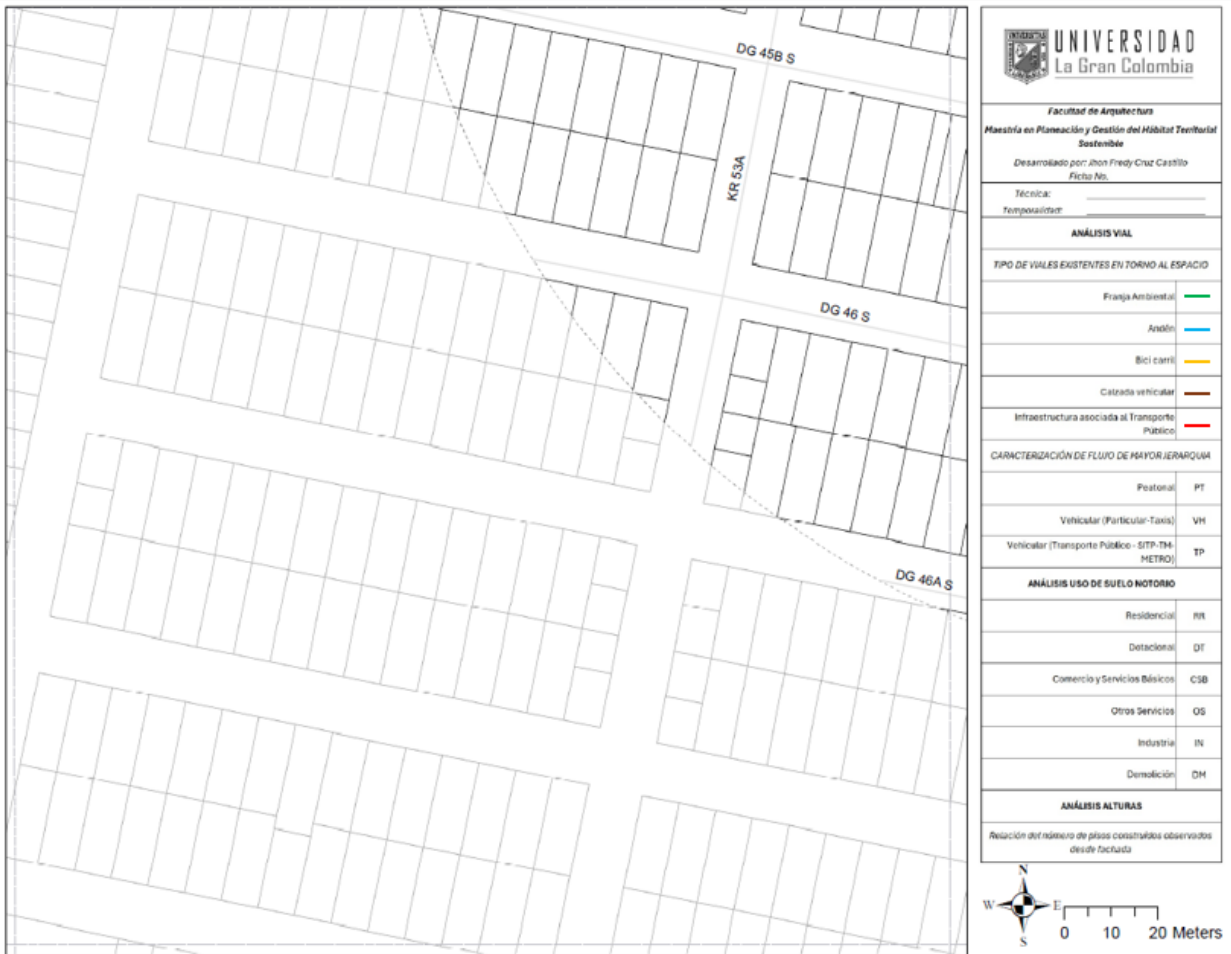 DG 45B S
KR 53A
DG 46 S
DG 46A S
UNIVERSIDAD
La Gran Colombia
Facultad de Arquitectura
Maestría en Planeación y Gestión del Hábitat Territorial
Sostenible
Desarrollado por: Jhon Fredy Cruz Castillo
Ficha No.
Técnica:
Temporalidad:
ANÁLISIS VIAL
TIPO DE VIALES EXISTENTES EN TORNO AL ESPACIO
Franja Ambiental
Andén
Bici carril
Calzada vehicular
Infraestructura asociada al Transporte
Público
CARACTERIZACIÓN DE FLUJO DE MAYOR JERARQUIA
Peatonal PT
Vehicular (Particular-Taxis) VH
Vehicular (Transporte Público - SITP-TM-
METRO) TP
ANÁLISIS USO DE SUELO NOTORIO
Residencial RR
Dotacional DT
Comercio y Servicios Básicos CSB
Otros Servicios OS
Industria IN
Demolición DM
ANÁLISIS ALTURAS
Relación del número de pisos construidos observados
desde fachada
N
W E
S
0 10 20 Meters